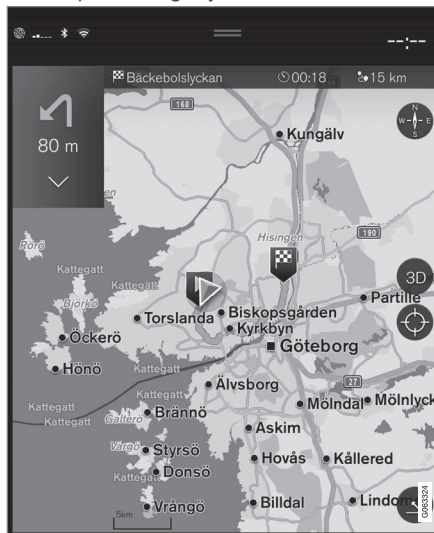 --:--
Bäckebolslyckan 00:18 15 km
80 m
168
Kungälv
W E
S
Rörö
Hisingen
190
Kattegatt
Kattegatt
Björkö
3D
Partille
Torslanda
Biskopsgården
Kyrkbyn
Öckerö
Göteborg
Hönö
Kattegatt
27
Älvsborg
Mölndal
Mölnlyck
Kattegatt
Kattegatt
Brännö
Galterö
Askim
Vargö
Styrsö
Hovås
Kållered
Kattegatt
Donsö
Vrångö
Billdal
Lindom
5km
G063324